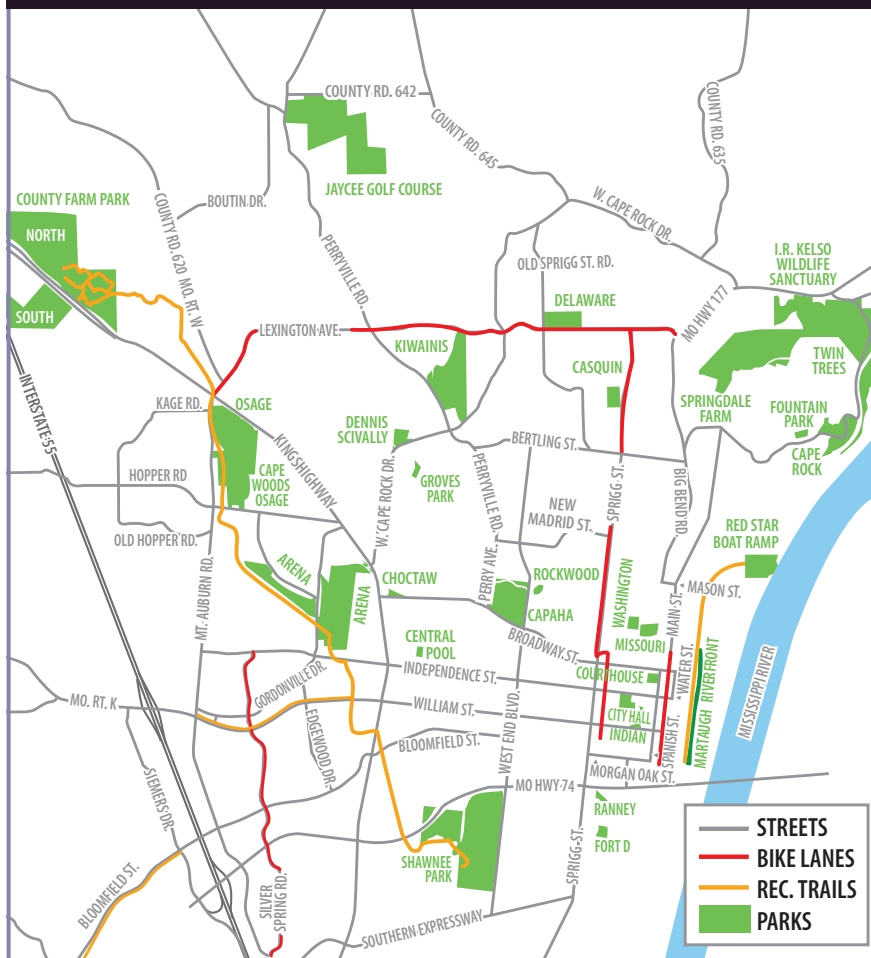 COUNTY RD. 642
COUNTY RD. 645
COUNTY RD. 635
JAYCEE GOLF COURSE
BOUTIN DR.
COUNTY FARM PARK
NORTH
SOUTH
COUNTY RD. 620
MO. RT. W
PERRYVILLE RD.
W. CAPE ROCK DR.
OLD SPRIGG ST. RD.
MO HWY 177
I.R. KELSO
WILDLIFE
SANCTUARY
DELAWARE
LEXINGTON AVE.
KIWAINIS
CASQUIN
TWIN
TREES
SPRINGDALE
FARM
FOUNTAIN
PARK
CAPE
ROCK
INTERSTATE 55
KAGE RD.
OSAGE
KINGSHIGHWAY
DENNIS
SCIVALLY
BERTLING ST.
HOPPER RD
CAPE
WOODS
OSAGE
W. CAPE ROCK DR.
GROVES
PARK
PERRYVILLE RD.
SPRIGG ST.
BIG BEND RD
NEW
MADRID ST.
OLD HOPPER RD.
RED STAR
BOAT RAMP
MT. AUBURN RD.
ARENA
ARENA
CHOCTAW
PERRY AVE.
ROCKWOOD
CAPAHA
WASHINGTON
MISSOURI
MAIN ST.
MASON ST.
CENTRAL
POOL
BROADWAY ST.
COURTHOUSE
WATER ST.
MARTAUGH RIVERFRONT
MISSISSIPPI RIVER
GORDONVILLE DR.
INDEPENDENCE ST.
MO. RT. K
WILLIAM ST.
CITY HALL
INDIAN
SPANISH ST.
EDGEWOOD DR.
BLOOMFIELD ST.
WEST END BLVD.
MORGAN OAK ST.
MO HWY 74
SIEMERS DR.
RANNEY
FORT D
SHAWNEE
PARK
SPRIGG ST.
BLOOMFIELD ST.
SILVER
SPRING RD.
SOUTHERN EXPRESSWAY
STREETS
BIKE LANES
REC. TRAILS
PARKS